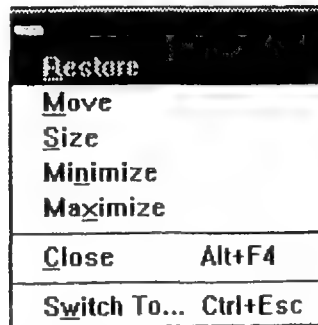 Restore
Move
Size
Minimize
Maximize
Close Alt+F4
Switch To... Ctrl+Esc